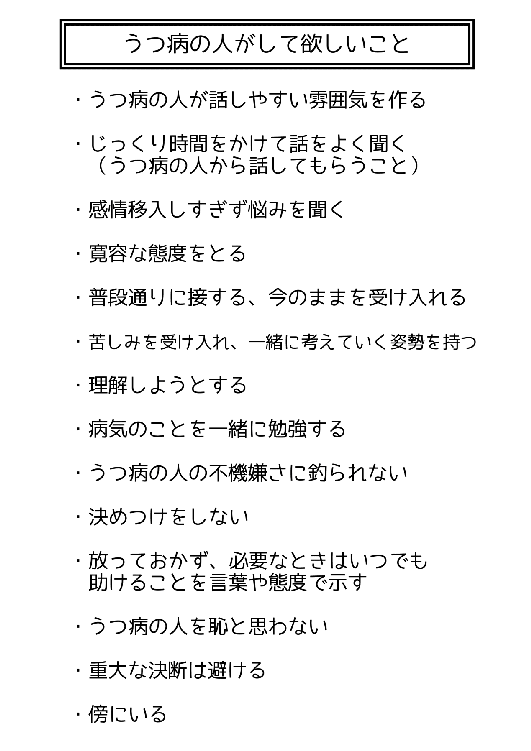 うつ病の人がして欲しいこと
・うつ病の人が話しやすい雰囲気を作る
・じっくり時間をかけて話をよく聞く
（うつ病の人から話してもらうこと）
・感情移入しすぎず悩みを聞く
・寛容な態度をとる
・普段通りに接する、今のままを受け入れる
・苦しみを受け入れ、一緒に考えていく姿勢を持つ
・理解しようとする
・病気のことを一緒に勉強する
・うつ病の人の不機嫌さに釣られない
・決めつけをしない
・放っておかず、必要なときはいつでも
助けることを言葉や態度で示す
・うつ病の人を恥と思わない
・重大な決断は避ける
・傍にいる